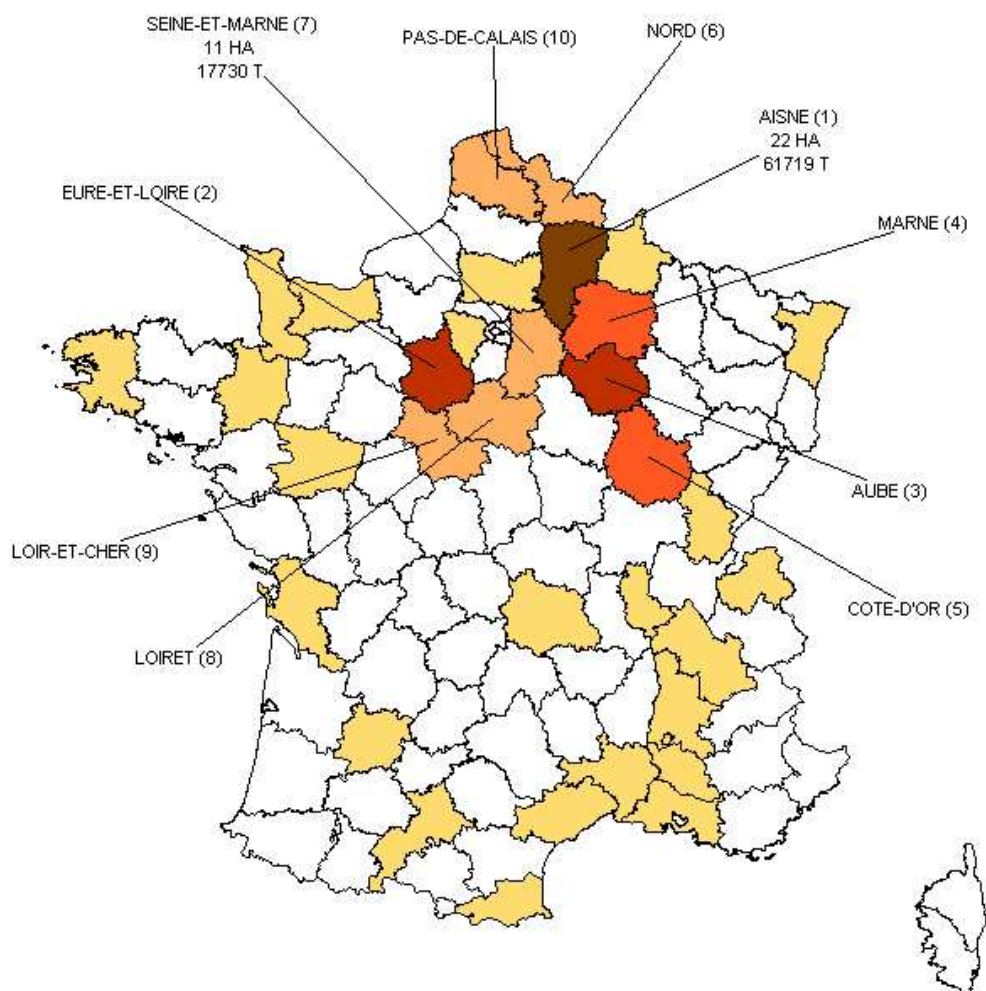 SEINE-ET-MARNE (7)
11 HA
17730 T
PAS-DE-CALAIS (10)
NORD (6)
AISNE (1)
22 HA
61719 T
EURE-ET-LOIRE (2)
MARNE (4)
AUBE (3)
LOIR-ET-CHER (9)
COTE-D'OR (5)
LOIRET (8)